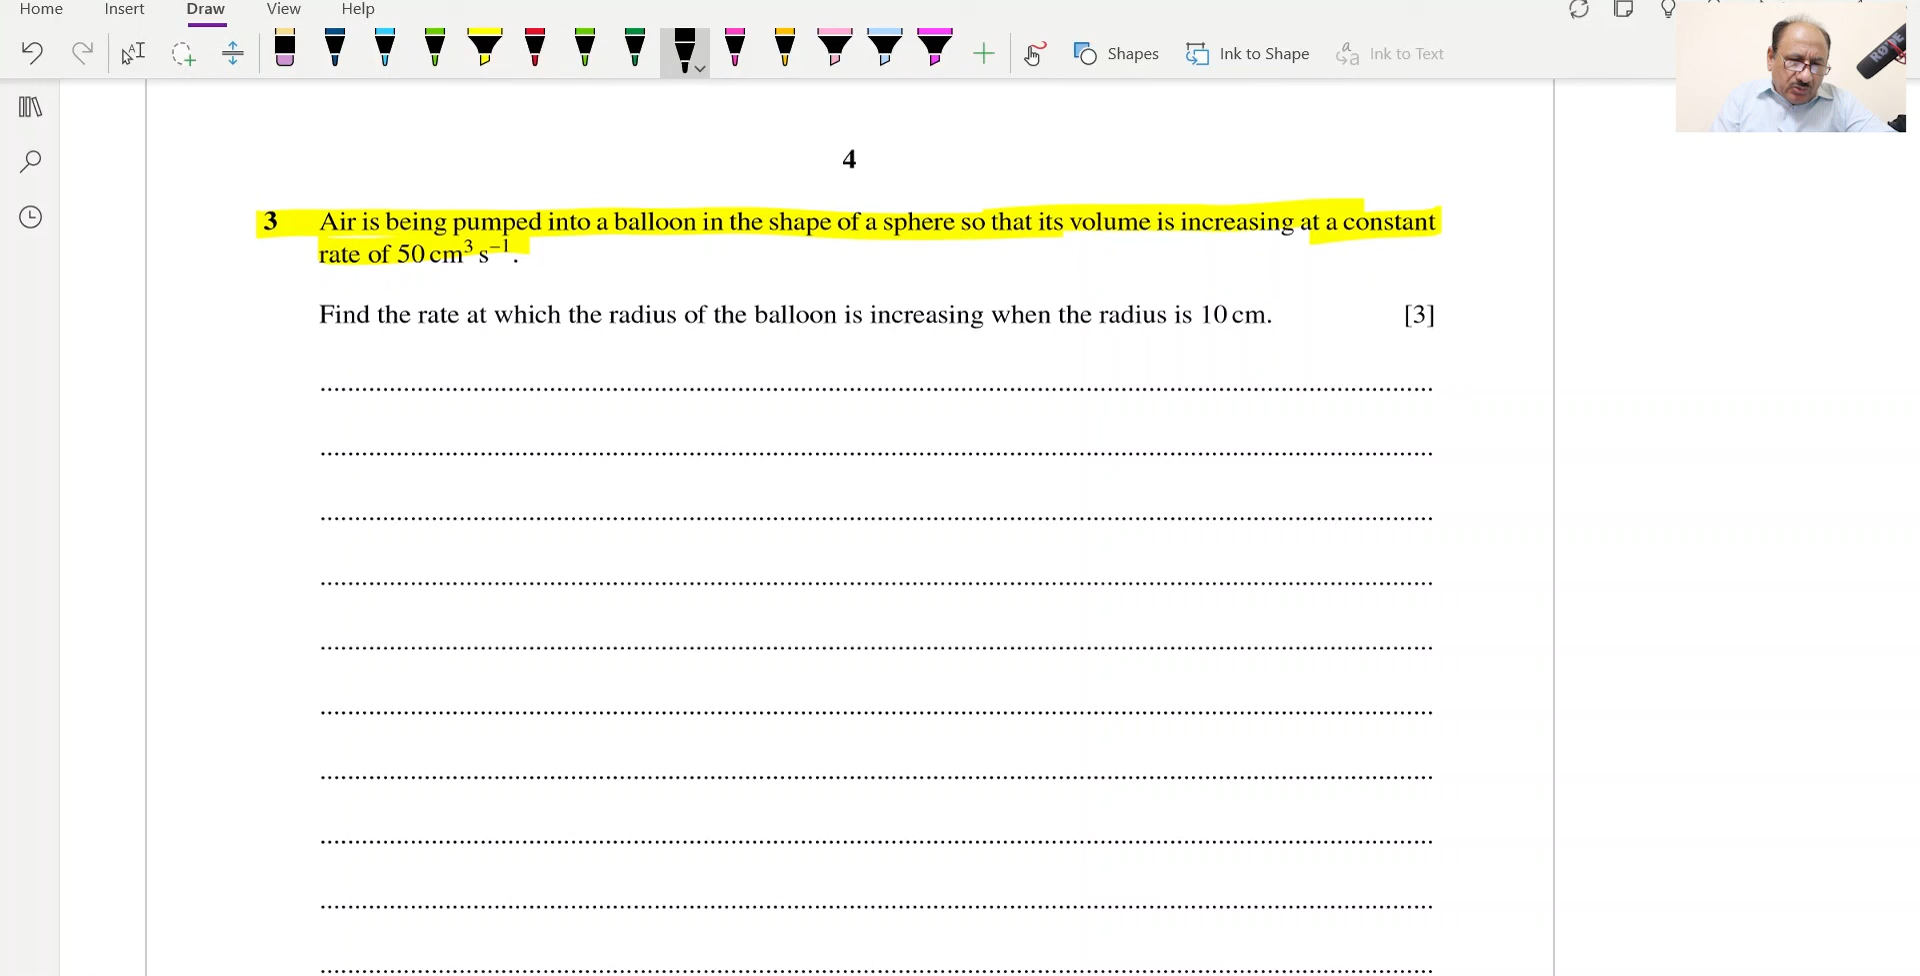 Home Insert Draw View Help
Shapes Ink to Shape Ink to Text
RØDE
4
3 Air is being pumped into a balloon in the shape of a sphere so that its volume is increasing at a constant
rate of 50 cm³ s⁻¹.
Find the rate at which the radius of the balloon is increasing when the radius is 10 cm. [3]